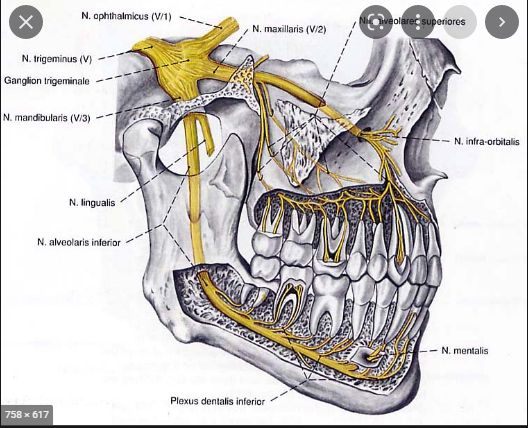 N. ophthalmicus (V/1)
N. maxillaris (V/2)
superiores
N. trigeminus (V)
Ganglion trigeminale
N. mandibularis (V/3)
N. infra-orbitalis
N. lingualis
N. alveolaris inferior
N. mentalis
Plexus dentalis inferior
758 × 617